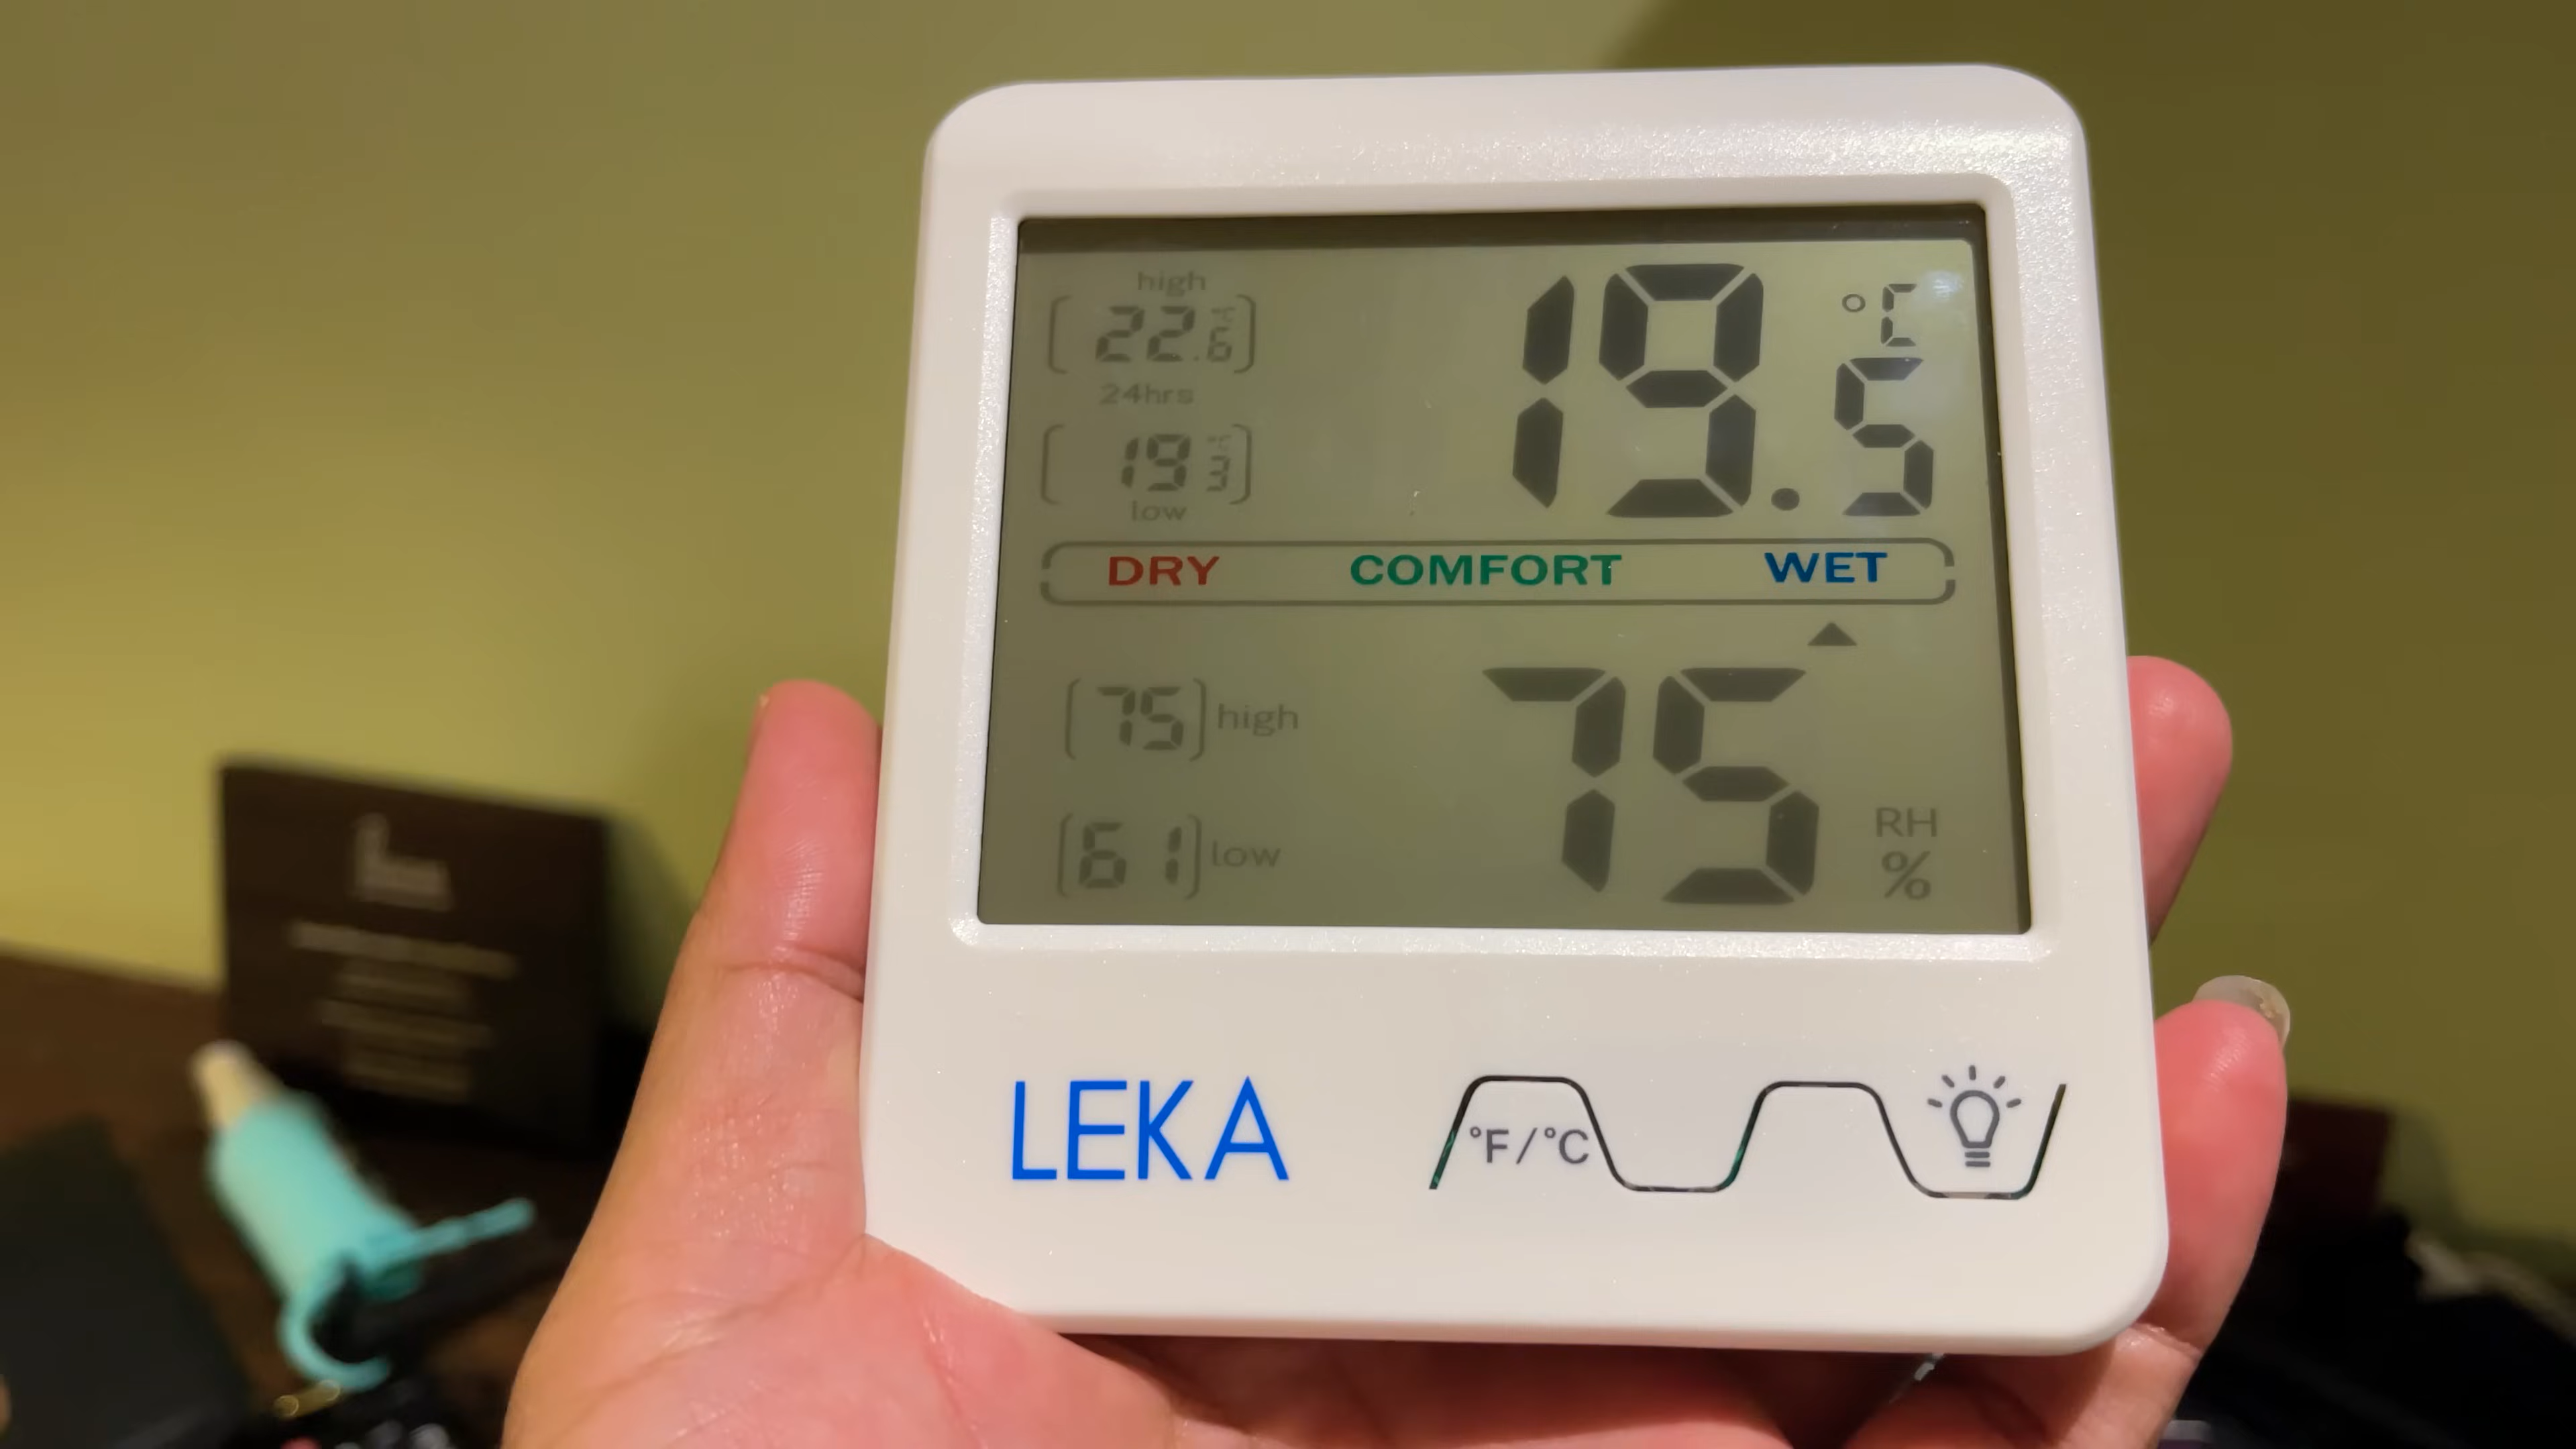 high
22.6 °C
24hrs
19.3 °C
low
19.5 °C
DRY COMFORT WET
75 high
61 low
75 RH %
LEKA
°F/°C